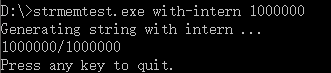 D:\>strmemtest.exe with-intern 1000000
Generating string with intern ...
1000000/1000000
Press any key to quit.